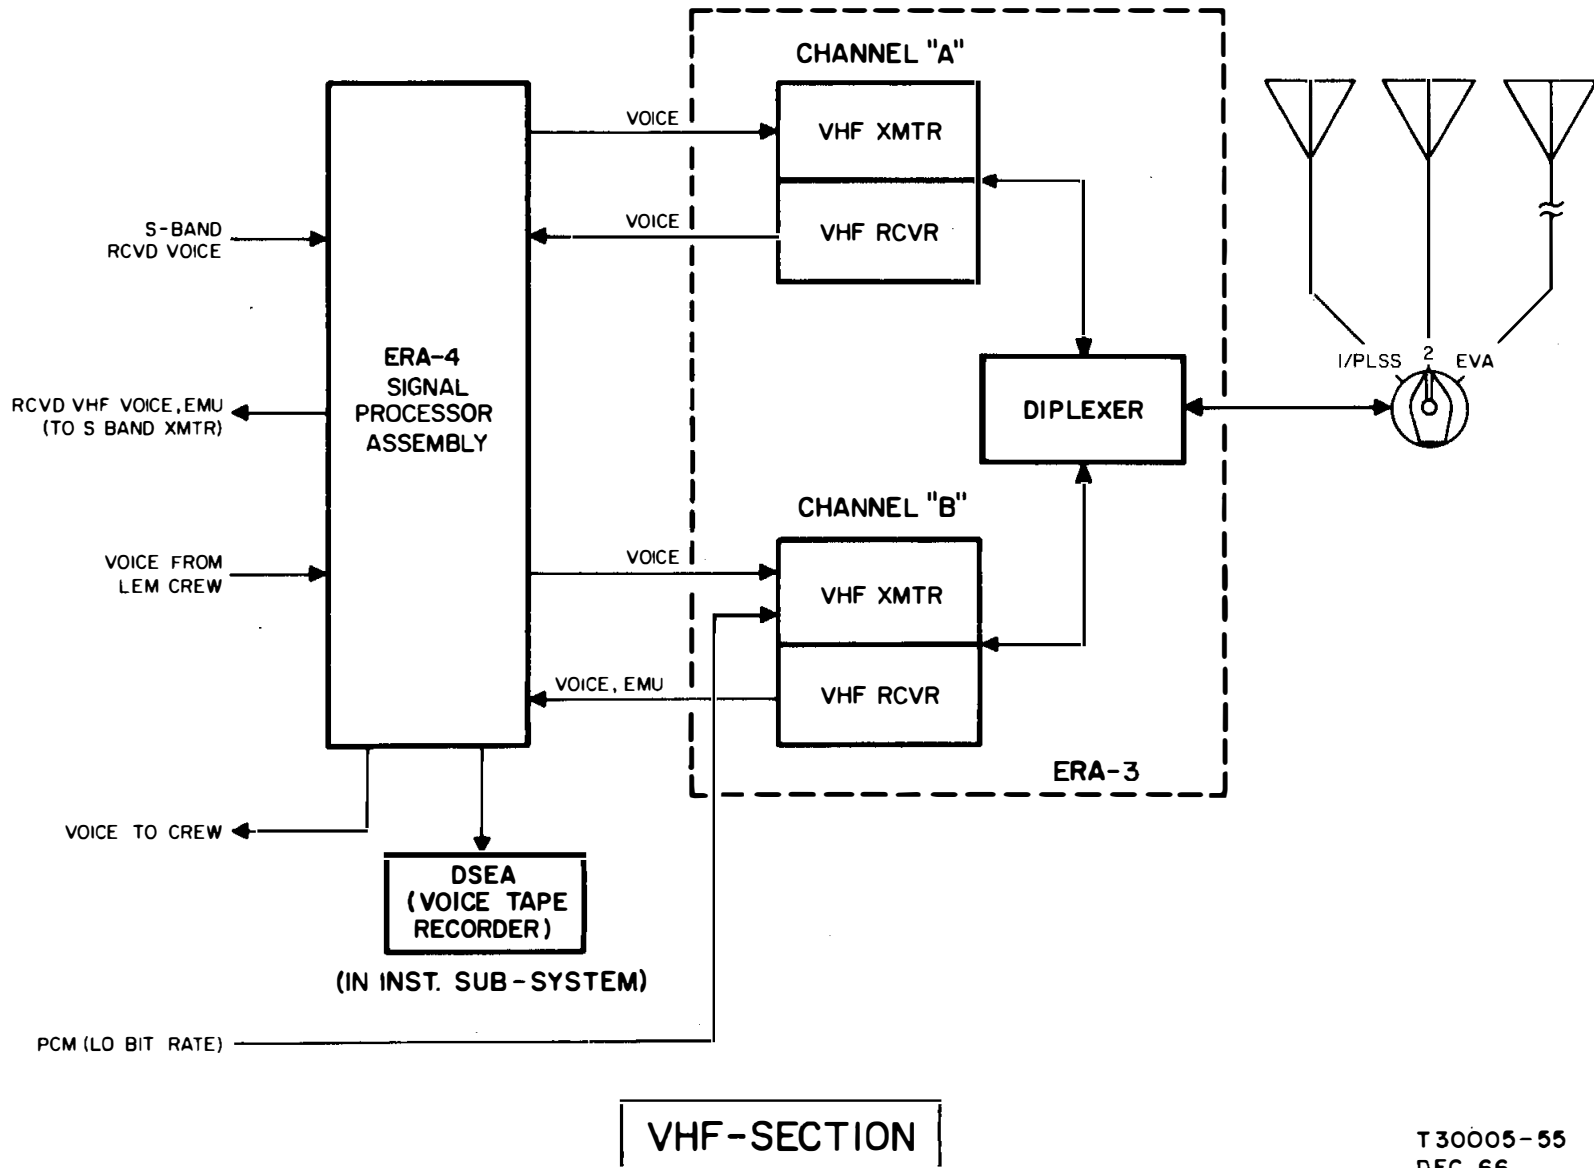 CHANNEL "A"
VOICE
VHF XMTR
VOICE
VHF RCVR
S-BAND
RCVD VOICE
ERA-4
SIGNAL
PROCESSOR
ASSEMBLY
RCVD VHF VOICE, EMU
(TO S BAND XMTR)
I/PLSS 2 EVA
DIPLEXER
CHANNEL "B"
VOICE FROM
LEM CREW
VOICE
VHF XMTR
VOICE, EMU
VHF RCVR
ERA-3
VOICE TO CREW
DSEA
(VOICE TAPE
RECORDER)
(IN INST. SUB-SYSTEM)
PCM (LO BIT RATE)
VHF-SECTION
T30005-55
DEC 66